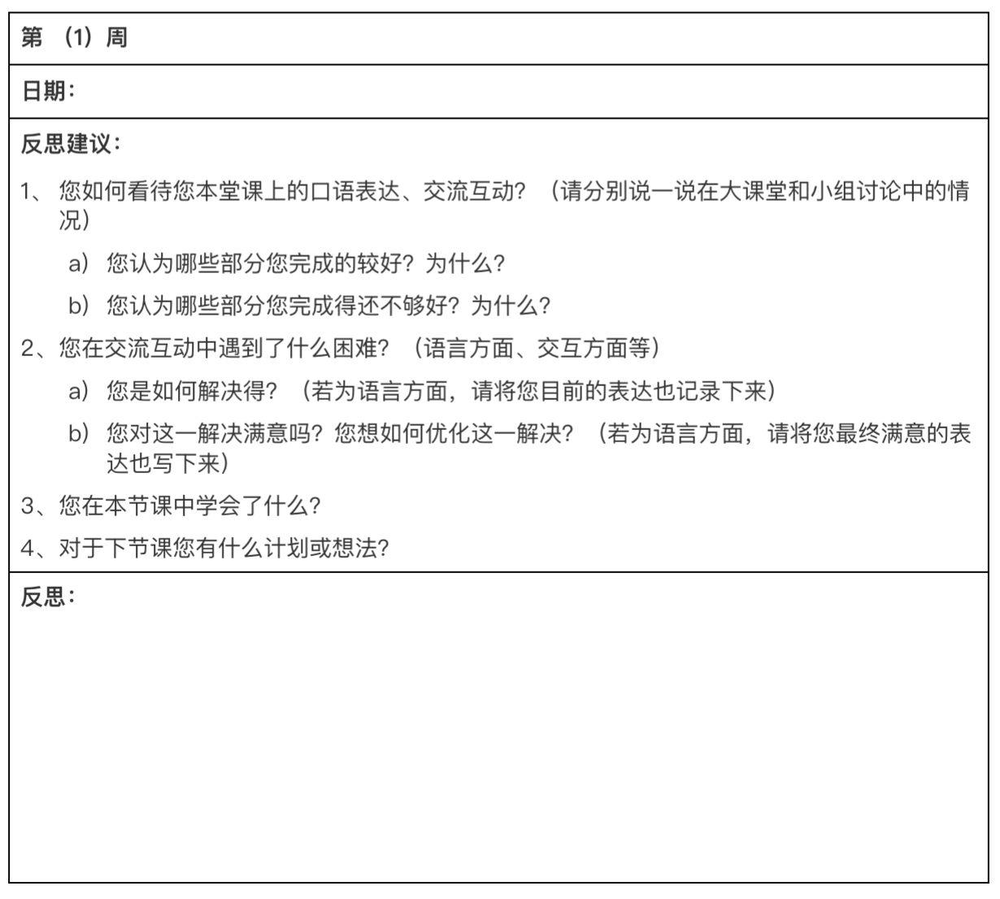 第 （1）周
日期：
反思建议：
1、 您如何看待您本堂课上的口语表达、交流互动？（请分别说一说在大课堂和小组讨论中的情
况）
a） 您认为哪些部分您完成的较好？为什么？
b） 您认为哪些部分您完成得还不够好？为什么？
2、 您在交流互动中遇到了什么困难？（语言方面、交互方面等）
a） 您是如何解决得？（若为语言方面，请将您目前的表达也记录下来）
b） 您对这一解决满意吗？您想如何优化这一解决？（若为语言方面，请将您最终满意的表
达也写下来）
3、 您在本节课中学会了什么？
4、 对于下节课您有什么计划或想法？
反思：